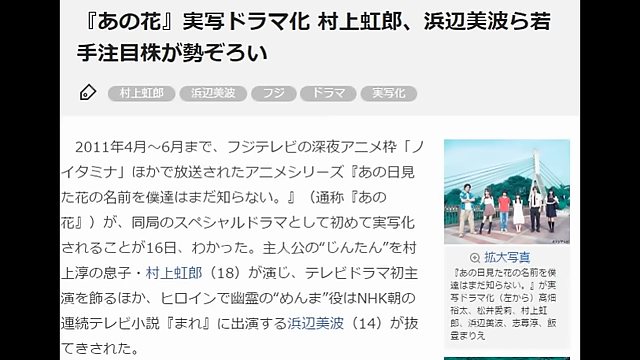 『あの花』実写ドラマ化 村上虹郎、浜辺美波ら若
手注目株が勢ぞろい
村上虹郎 浜辺美波 フジ ドラマ 実写化
2011年4月～6月まで、フジテレビの深夜アニメ枠「ノ
イタミナ」ほかで放送されたアニメシリーズ『あの日見
た花の名前を僕達はまだ知らない。』（通称『あの
花』）が、同局のスペシャルドラマとして初めて実写化
されることが16日、わかった。主人公の“じんたん”を村
上淳の息子・村上虹郎（18）が演じ、テレビドラマ初主
演を飾るほか、ヒロインで幽霊の“めんま”役はNHK朝の
連続テレビ小説『まれ』に出演する浜辺美波（14）が抜
てきされた。
拡大写真
『あの日見た花の名前を僕
達はまだ知らない。』が実
写ドラマ化（左から）高畑
裕太、松井愛莉、村上虹
郎、浜辺美波、志尊淳、飯
豊まりえ